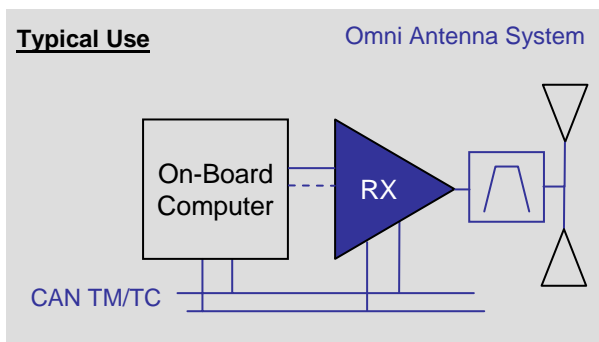 Typical Use
Omni Antenna System
On-Board
Computer
RX
CAN TM/TC